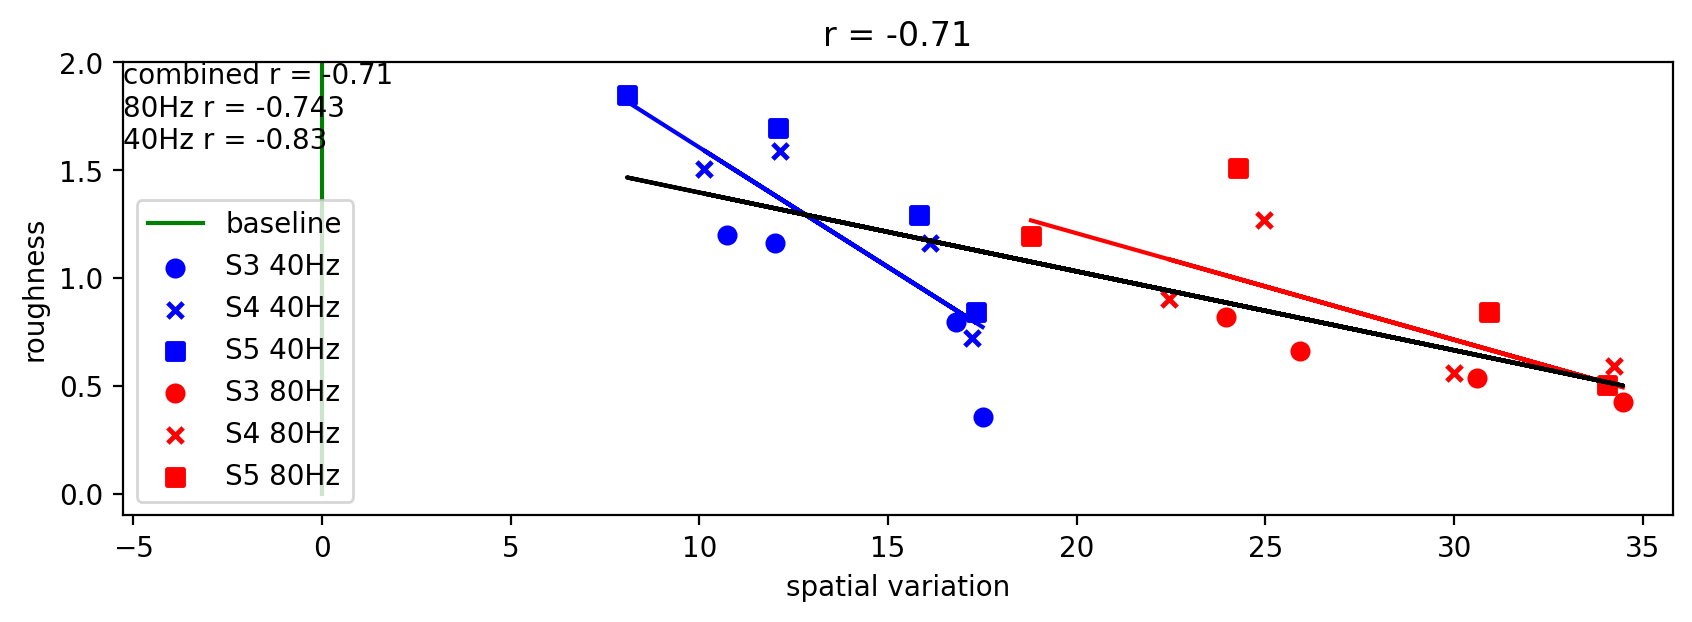 r = -0.71
combined r = -0.71
80Hz r = -0.743
40Hz r = -0.83
2.0
1.5
1.0
0.5
0.0
roughness
baseline
S3 40Hz
S4 40Hz
S5 40Hz
S3 80Hz
S4 80Hz
S5 80Hz
−5 0 5 10 15 20 25 30 35
spatial variation